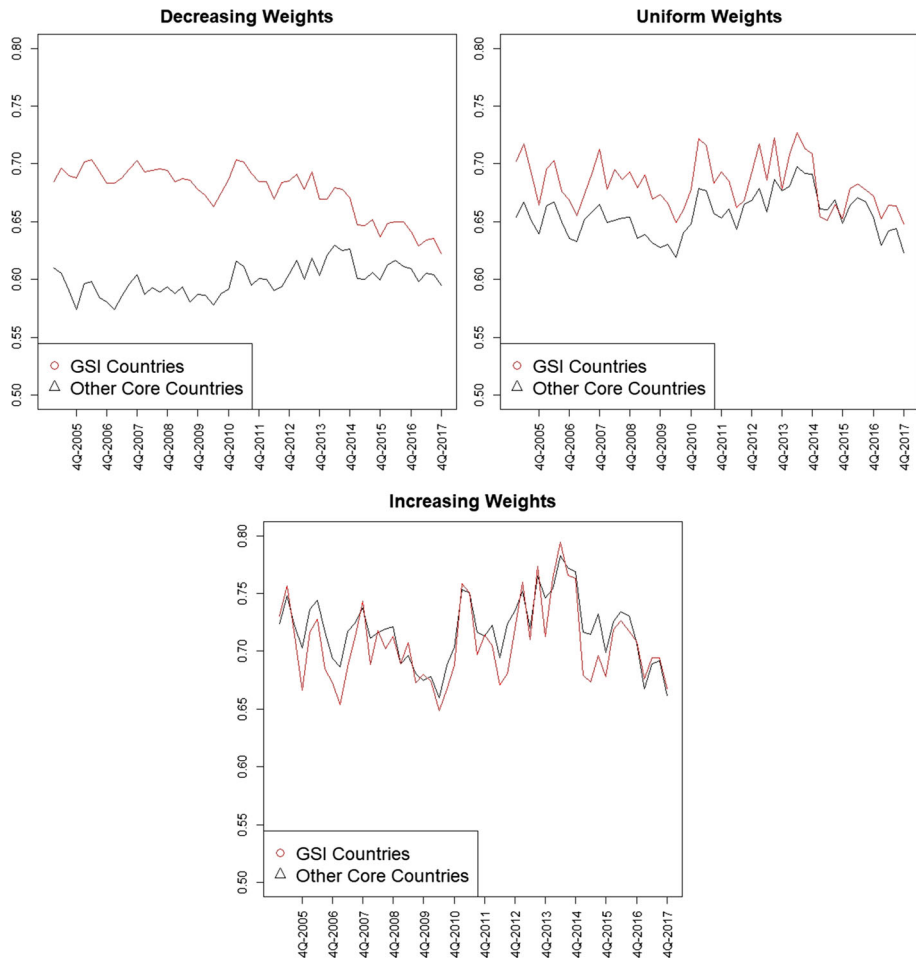 Decreasing Weights
0.80
0.75
0.70
0.65
0.60
0.55
0.50
GSI Countries
Other Core Countries
4Q-2005
4Q-2006
4Q-2007
4Q-2008
4Q-2009
4Q-2010
4Q-2011
4Q-2012
4Q-2013
4Q-2014
4Q-2015
4Q-2016
4Q-2017
Uniform Weights
0.80
0.75
0.70
0.65
0.60
0.55
0.50
GSI Countries
Other Core Countries
4Q-2005
4Q-2006
4Q-2007
4Q-2008
4Q-2009
4Q-2010
4Q-2011
4Q-2012
4Q-2013
4Q-2014
4Q-2015
4Q-2016
4Q-2017
Increasing Weights
0.80
0.75
0.70
0.65
0.60
0.55
0.50
GSI Countries
Other Core Countries
4Q-2005
4Q-2006
4Q-2007
4Q-2008
4Q-2009
4Q-2010
4Q-2011
4Q-2012
4Q-2013
4Q-2014
4Q-2015
4Q-2016
4Q-2017